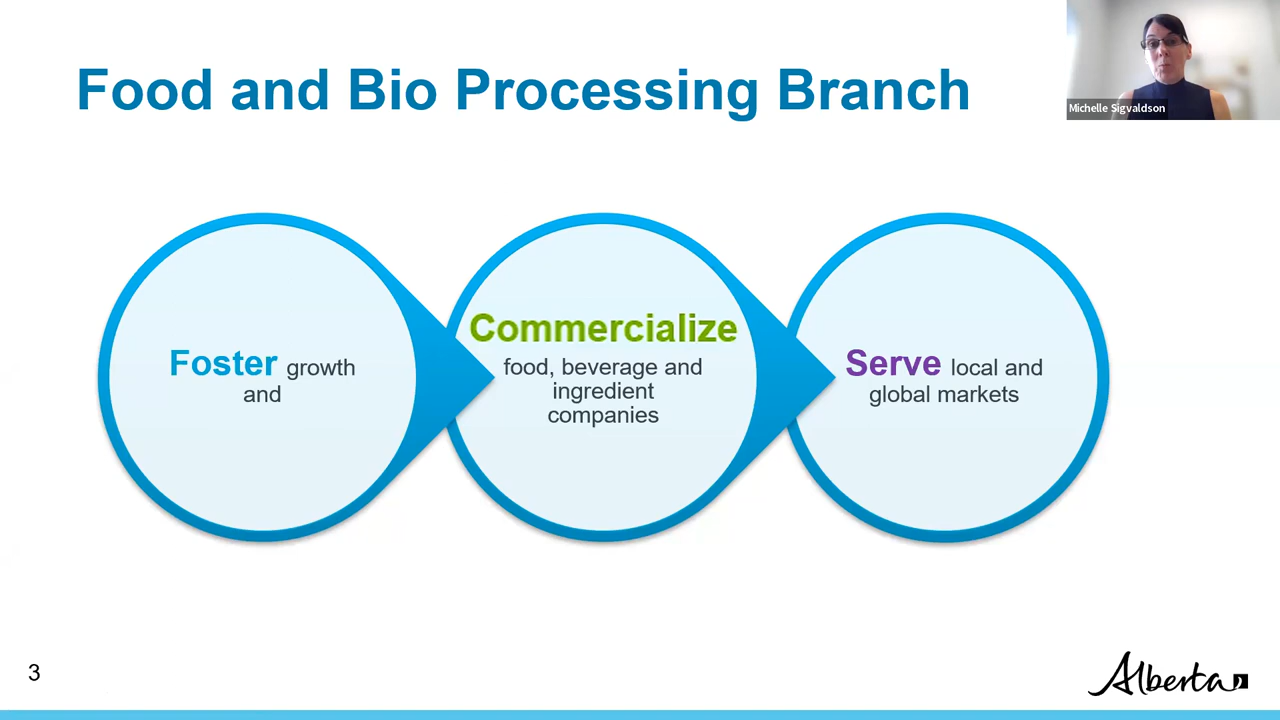 Food and Bio Processing Branch
Michelle Sigvaldson
Foster growth
and
Commercialize
food, beverage and
ingredient
companies
Serve local and
global markets
3
Alberta